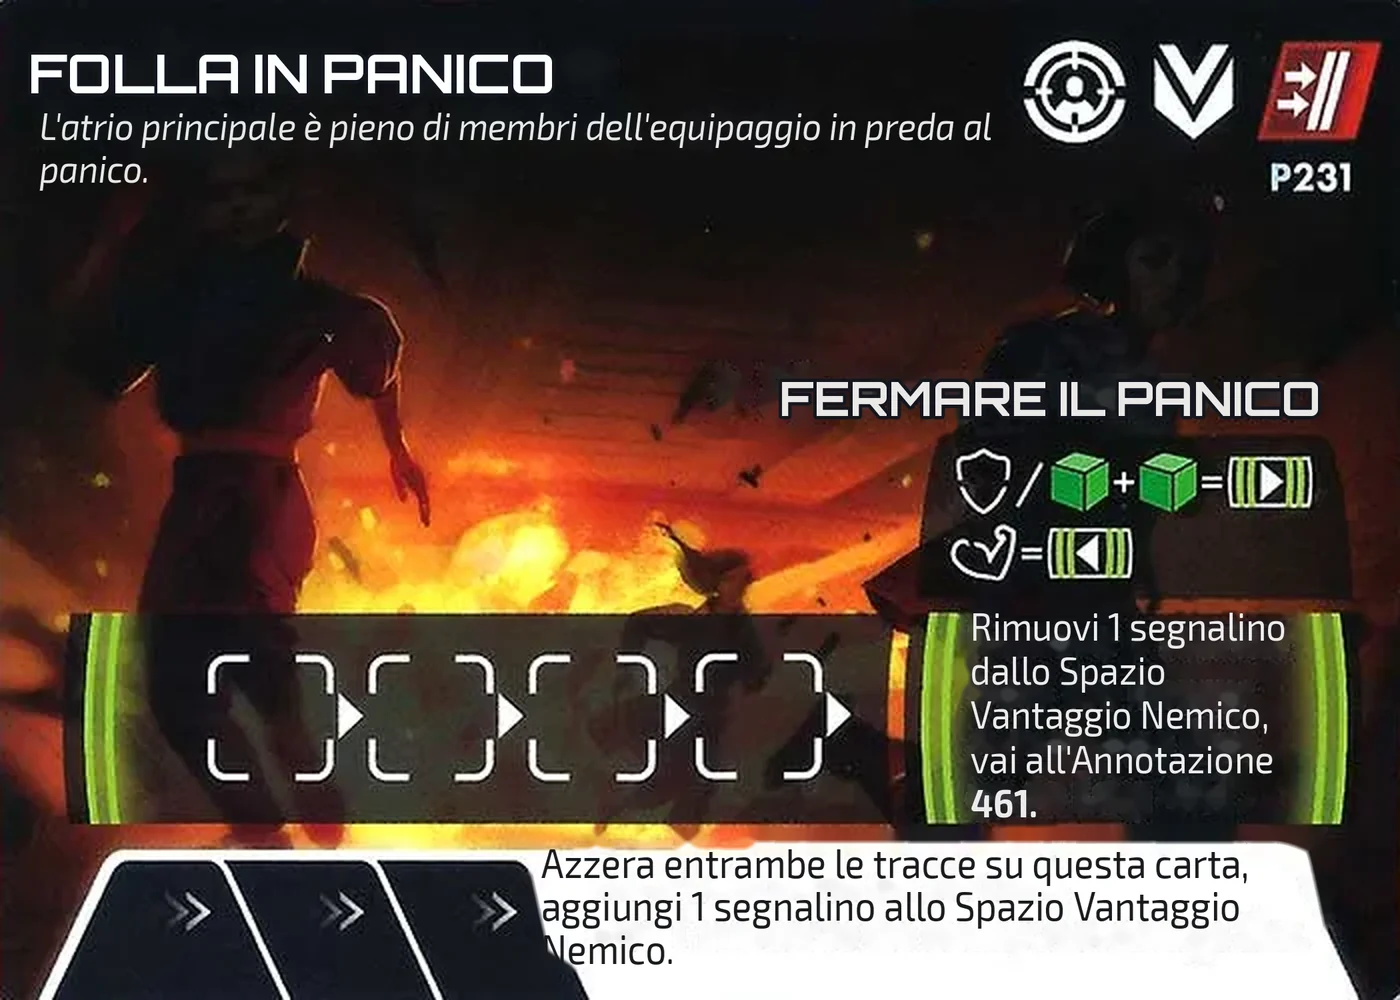 FOLLA IN PANICO
L'atrio principale è pieno di membri dell'equipaggio in preda al
panico.
P231
FERMARE IL PANICO
/ + =
=
Rimuovi 1 segnalino
dallo Spazio
Vantaggio Nemico,
vai all'Annotazione
461.
Azzera entrambe le tracce su questa carta,
aggiungi 1 segnalino allo Spazio Vantaggio
Nemico.